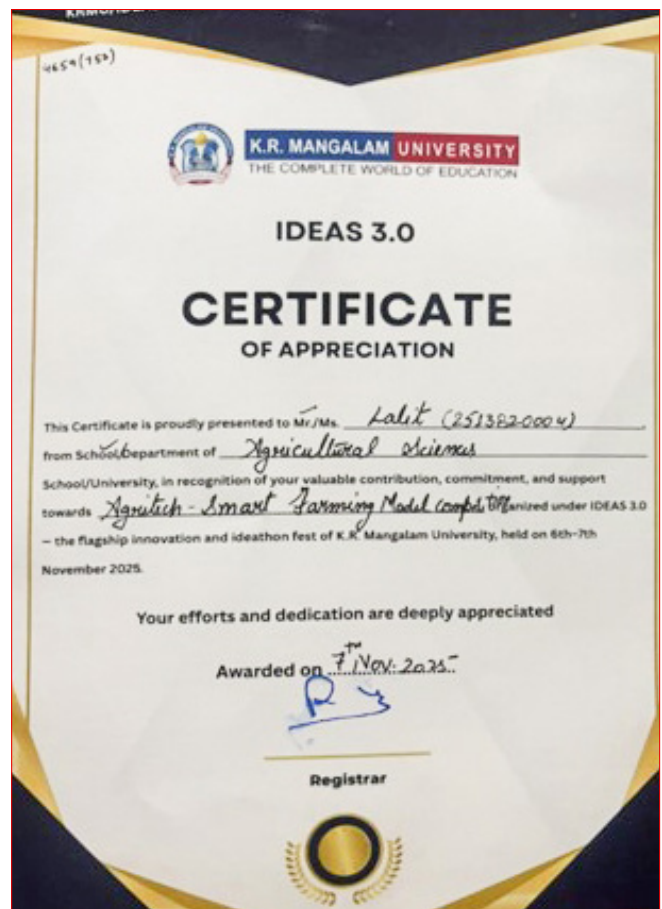 4659(153)
K.R. MANGALAM UNIVERSITY
THE COMPLETE WORLD OF EDUCATION
IDEAS 3.0
CERTIFICATE
OF APPRECIATION
This Certificate is proudly presented to Mr./Ms. Lalit (2513820004)
from School/Department of Agricultural Sciences
School/University, in recognition of your valuable contribution, commitment, and support
towards Agritech - Smart Farming Model organized under IDEAS 3.0
– the flagship innovation and ideathon fest of K.R. Mangalam University, held on 6th-7th
November 2025.
Your efforts and dedication are deeply appreciated
Awarded on 7th Nov. 2025
Registrar